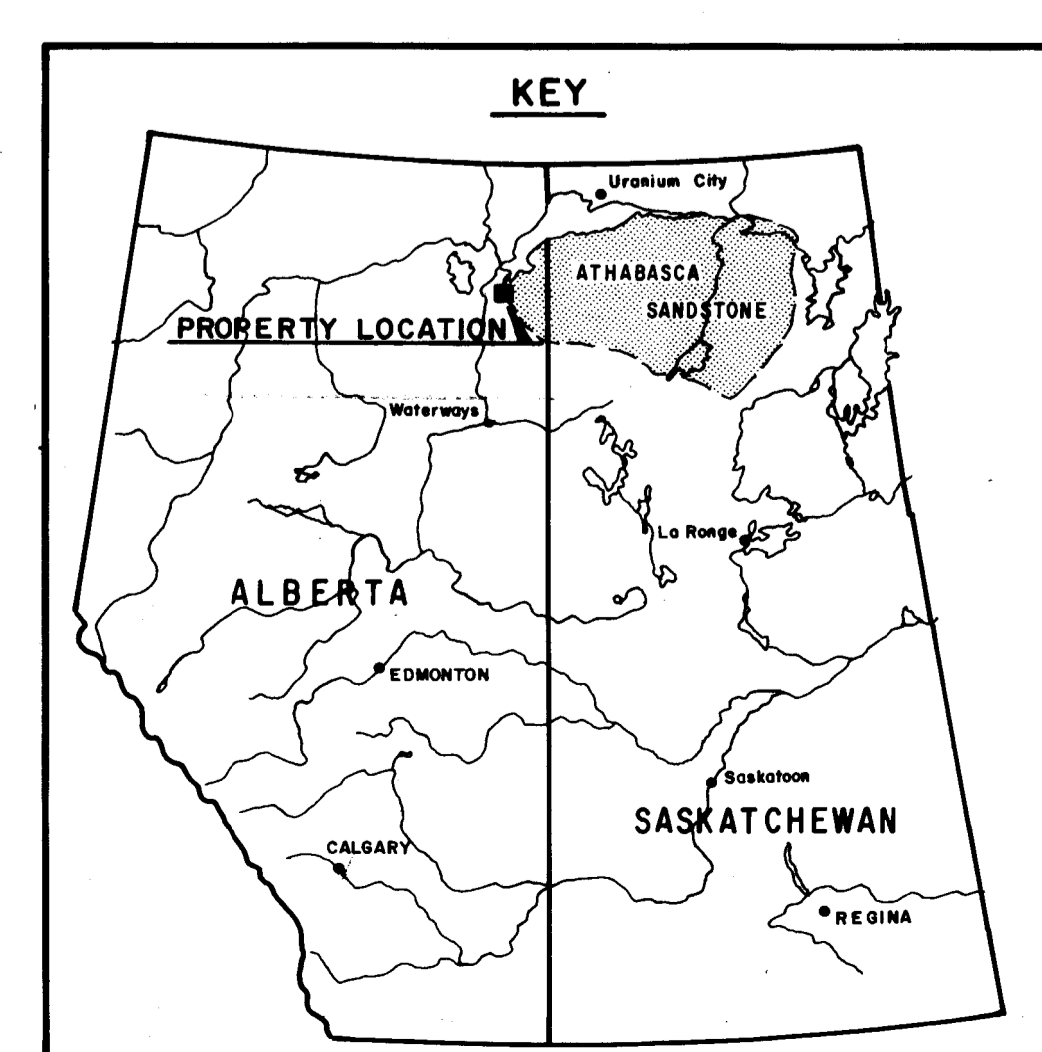 KEY
Uranium City
ATHABASCA
SANDSTONE
PROPERTY LOCATION
Waterways
La Ronge
ALBERTA
EDMONTON
Saskatoon
SASKATCHEWAN
CALGARY
REGINA